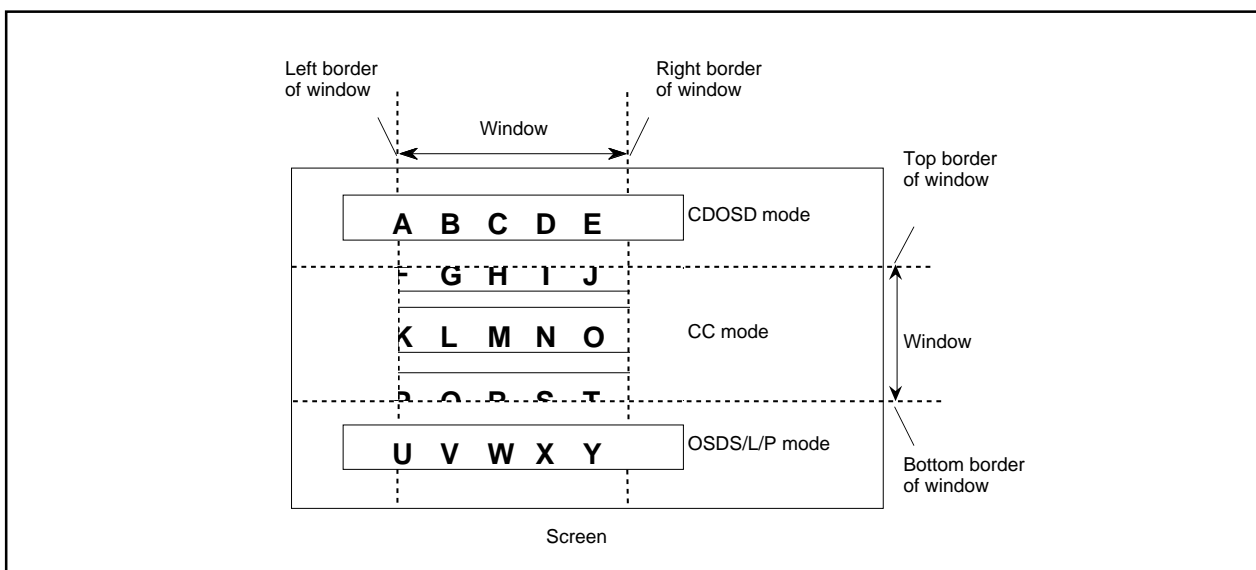 Left border
of window
Right border
of window
Window
Top border
of window
A B C D E
CDOSD mode
G H I J
K L M N O
CC mode
Window
S T
U V W X Y
OSDS/L/P mode
Bottom border
of window
Screen